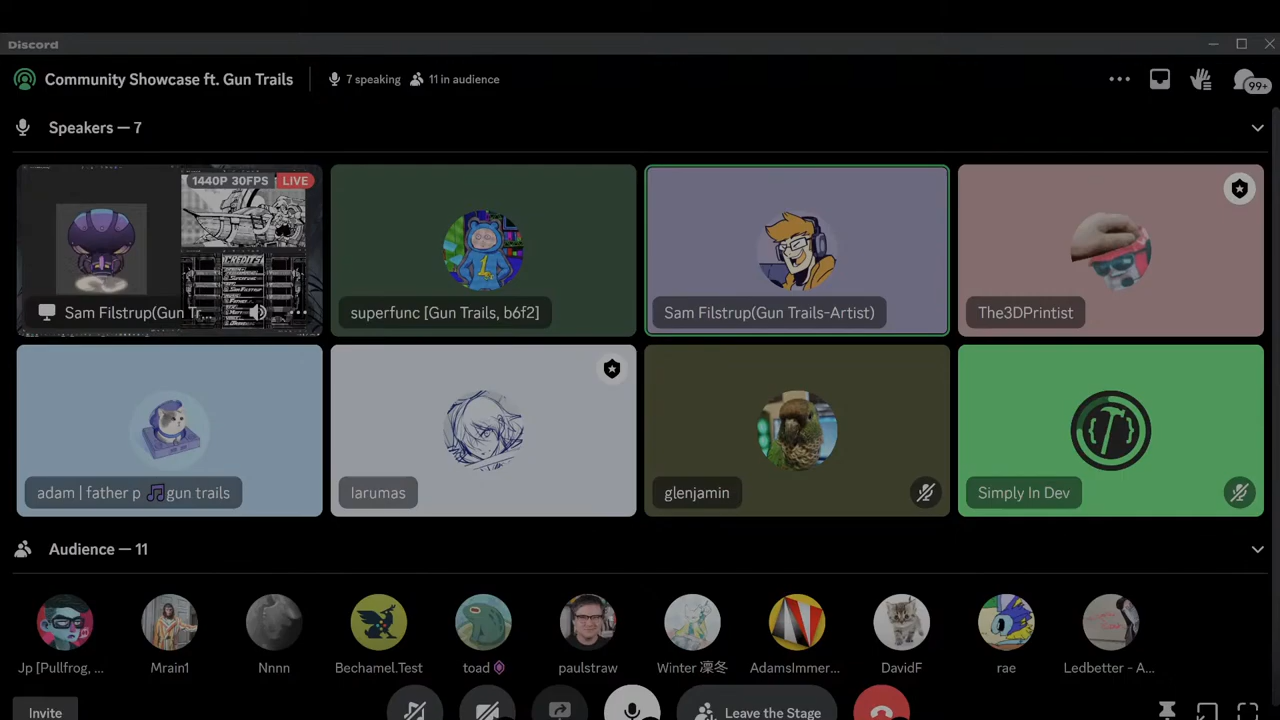 Discord
Community Showcase ft. Gun Trails
7 speaking
11 in audience
99+
Speakers — 7
1440P 30FPS
LIVE
CREDITS
Sam Filstrup(Gun Tr...
superfunc [Gun Trails, b6f2]
Sam Filstrup(Gun Trails-Artist)
The3DPrintist
adam | father p 🎵gun trails
larumas
glenjamin
Simply In Dev
Audience — 11
Jp [Pullfrog, ...
Mrain1
Nnnn
Bechamel.Test
toad
paulstraw
Winter 凜冬
AdamsImmer...
DavidF
rae
Ledbetter - A...
Invite
Leave the Stage